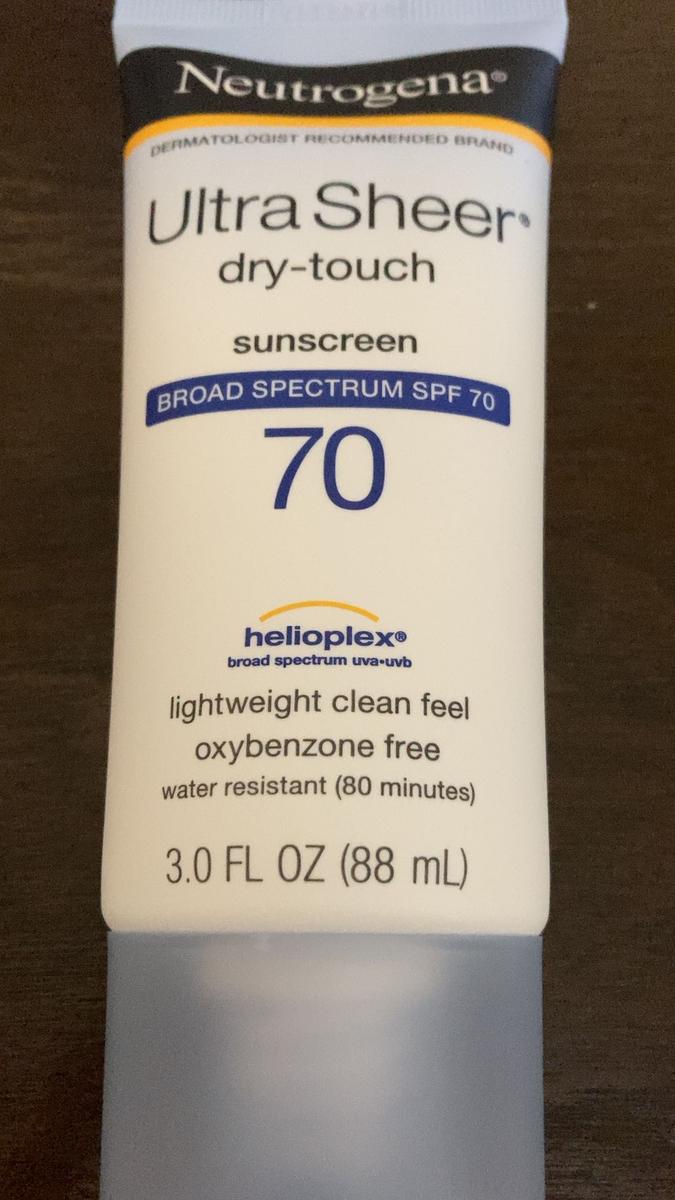 Neutrogena®
DERMATOLOGIST RECOMMENDED BRAND
Ultra Sheer®
dry-touch
sunscreen
BROAD SPECTRUM SPF 70
70
helioplex®
broad spectrum uva•uvb
lightweight clean feel
oxybenzone free
water resistant (80 minutes)
3.0 FL OZ (88 mL)